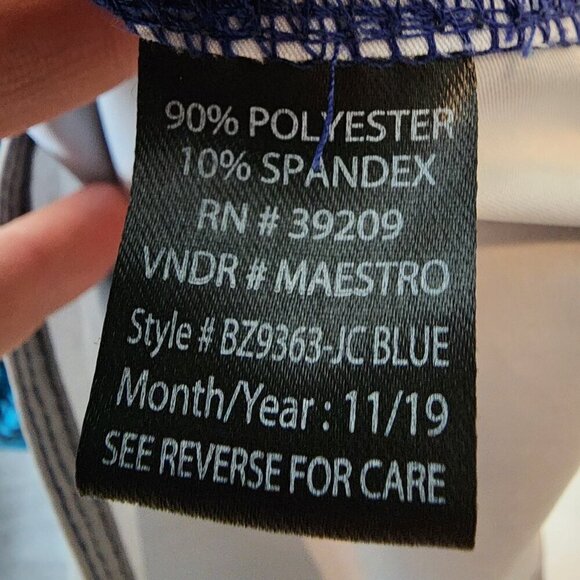 90% POLYESTER
10% SPANDEX
RN # 39209
VNDR # MAESTRO
Style # BZ9363-JC BLUE
Month/Year : 11/19
SEE REVERSE FOR CARE